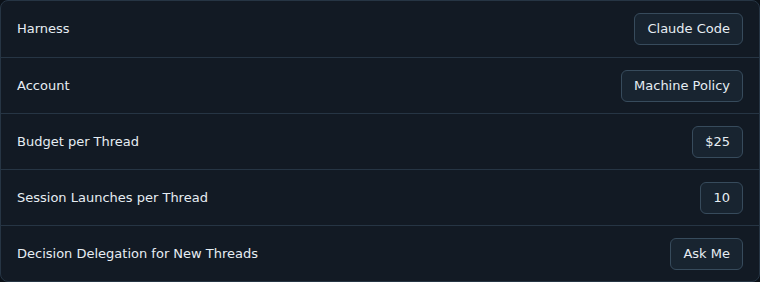 Harness
Claude Code
Account
Machine Policy
Budget per Thread
$25
Session Launches per Thread
10
Decision Delegation for New Threads
Ask Me